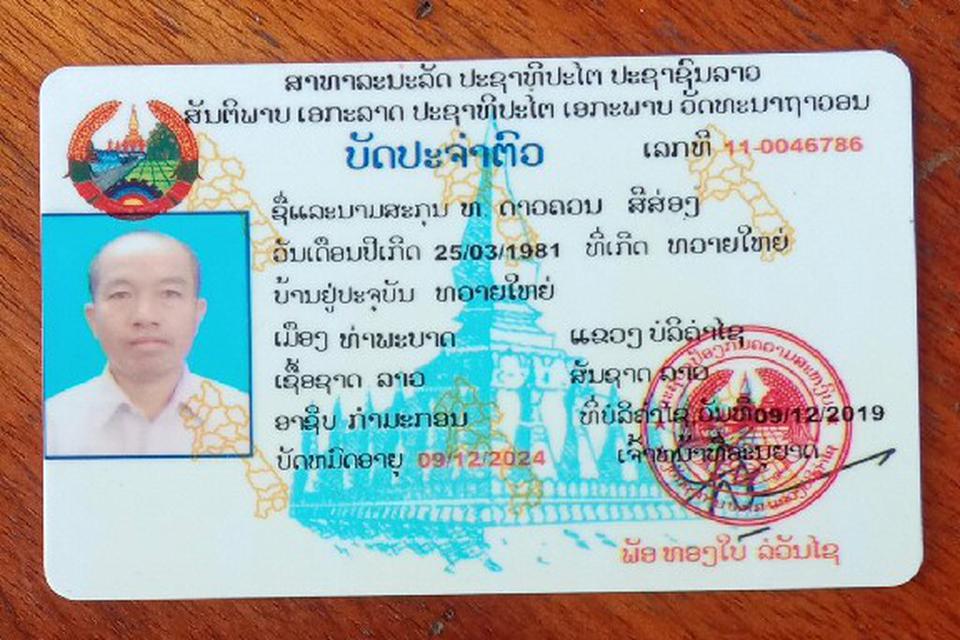 ສາທາລະນະລັດ ປະຊາທິປະໄຕ ປະຊາຊົນລາວ
ສັນຕິພາບ ເອກະລາດ ປະຊາທິປະໄຕ ເອກະພາບ ວັດທະນາຖາວອນ
ບັດປະຈຳຕົວ ເລກທີ 11-0046786
ຊື່ແລະນາມສະກຸນ ທ. ດາວຄວນ ສີສ່ອງ
ວັນເດືອນປີເກີດ 25/03/1981 ທີ່ເກີດ ທວາຍໃຫຍ່
ບ້ານຢູ່ປະຈຸບັນ ທວາຍໃຫຍ່
ເມືອງ ທ່າພະບາດ ແຂວງ ບໍລິຄຳໄຊ
ເຊື້ອຊາດ ລາວ ສັນຊາດ ລາວ
ອາຊີບ ກຳມະກອນ ທີ່ບໍລິຄຳໄຊ ວັນທີ09/12/2019
ບັດຫມົດອາຍຸ 09/12/2024 ເຈົ້າຫນ້າທີ່ອະນຸຍາດ
ພັອ ທອງໃບ ລໍວັນໄຊ